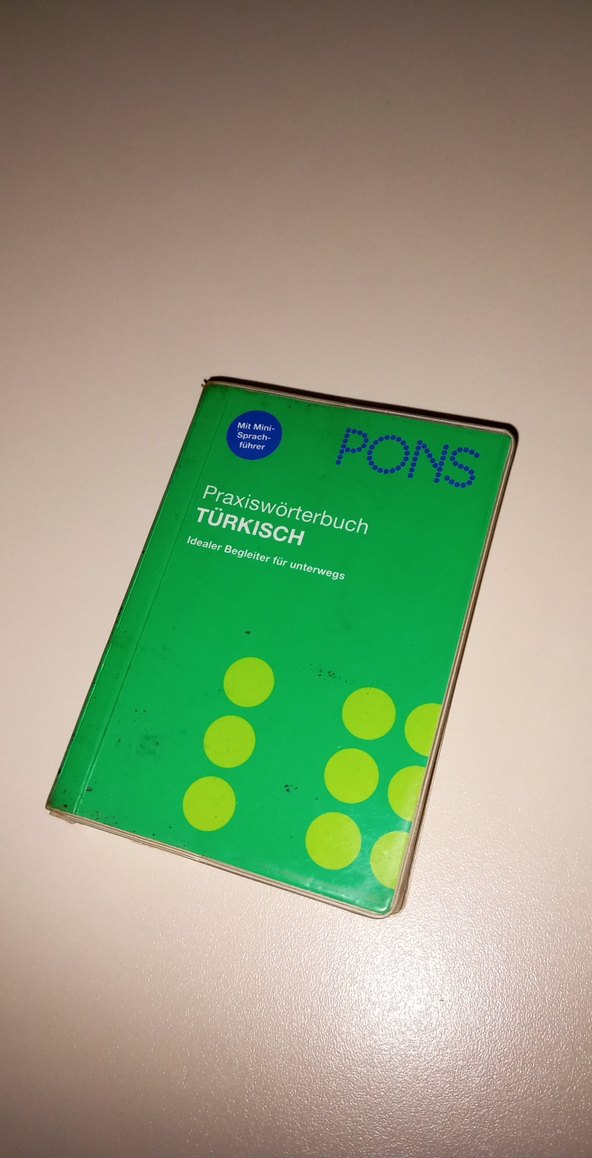 Mit Mini-
Sprach-
führer
PONS
Praxiswörterbuch
TÜRKISCH
Idealer Begleiter für unterwegs